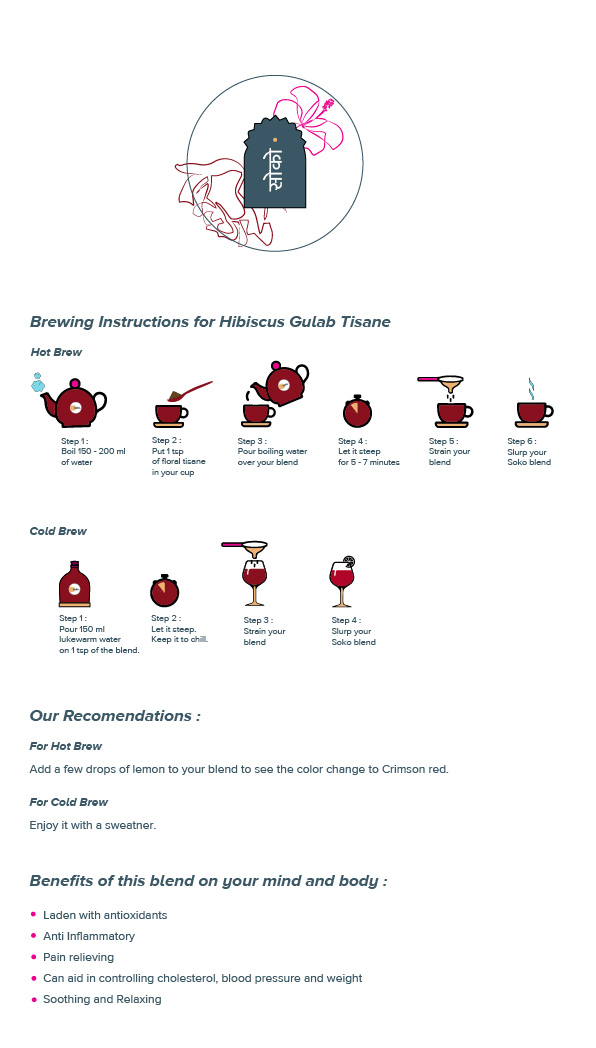 सोको
Brewing Instructions for Hibiscus Gulab Tisane
Hot Brew
Step 1 :
Boil 150 - 200 ml
of water
Step 2 :
Put 1 tsp
of floral tisane
in your cup
Step 3 :
Pour boiling water
over your blend
Step 4 :
Let it steep
for 5 - 7 minutes
Step 5 :
Strain your
blend
Step 6 :
Slurp your
Soko blend
Cold Brew
Step 1 :
Pour 150 ml
lukewarm water
on 1 tsp of the blend.
Step 2 :
Let it steep.
Keep it to chill.
Step 3 :
Strain your
blend
Step 4 :
Slurp your
Soko blend
Our Recomendations :
For Hot Brew
Add a few drops of lemon to your blend to see the color change to Crimson red.
For Cold Brew
Enjoy it with a sweatner.
Benefits of this blend on your mind and body :
Laden with antioxidants
Anti Inflammatory
Pain relieving
Can aid in controlling cholesterol, blood pressure and weight
Soothing and Relaxing